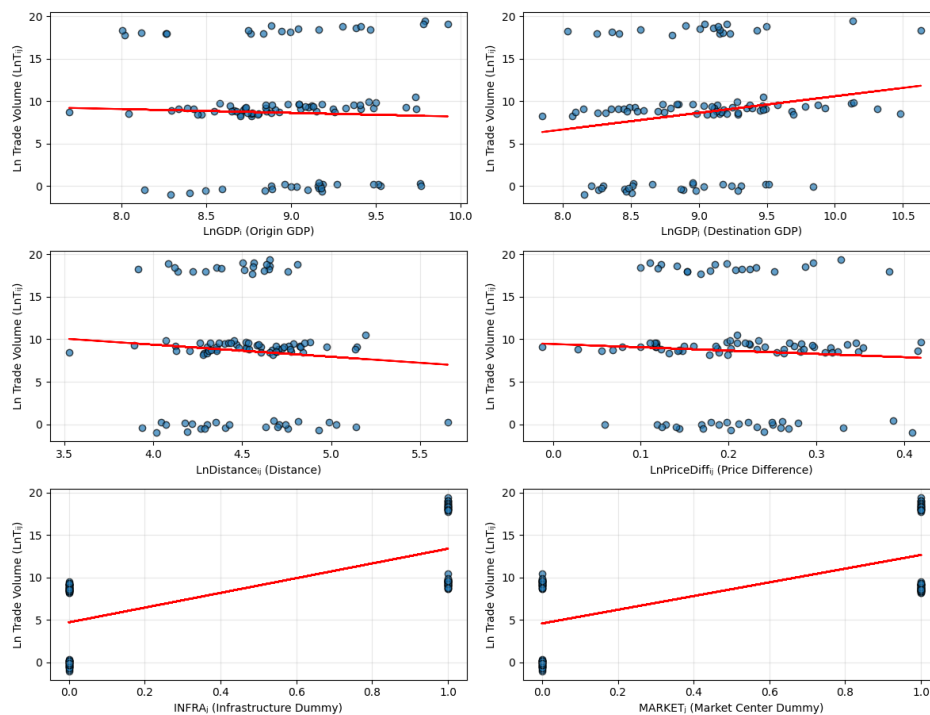 Ln Trade Volume (LnTᵢⱼ)
20
15
10
5
0
8.0 8.5 9.0 9.5 10.0
LnGDPᵢ (Origin GDP)
Ln Trade Volume (LnTᵢⱼ)
20
15
10
5
0
8.0 8.5 9.0 9.5 10.0 10.5
LnGDPⱼ (Destination GDP)
Ln Trade Volume (LnTᵢⱼ)
20
15
10
5
0
3.5 4.0 4.5 5.0 5.5
LnDistanceᵢⱼ (Distance)
Ln Trade Volume (LnTᵢⱼ)
20
15
10
5
0
0.0 0.1 0.2 0.3 0.4
LnPriceDiffᵢⱼ (Price Difference)
Ln Trade Volume (LnTᵢⱼ)
20
15
10
5
0
0.0 0.2 0.4 0.6 0.8 1.0
INFRAⱼ (Infrastructure Dummy)
Ln Trade Volume (LnTᵢⱼ)
20
15
10
5
0
0.0 0.2 0.4 0.6 0.8 1.0
MARKETⱼ (Market Center Dummy)